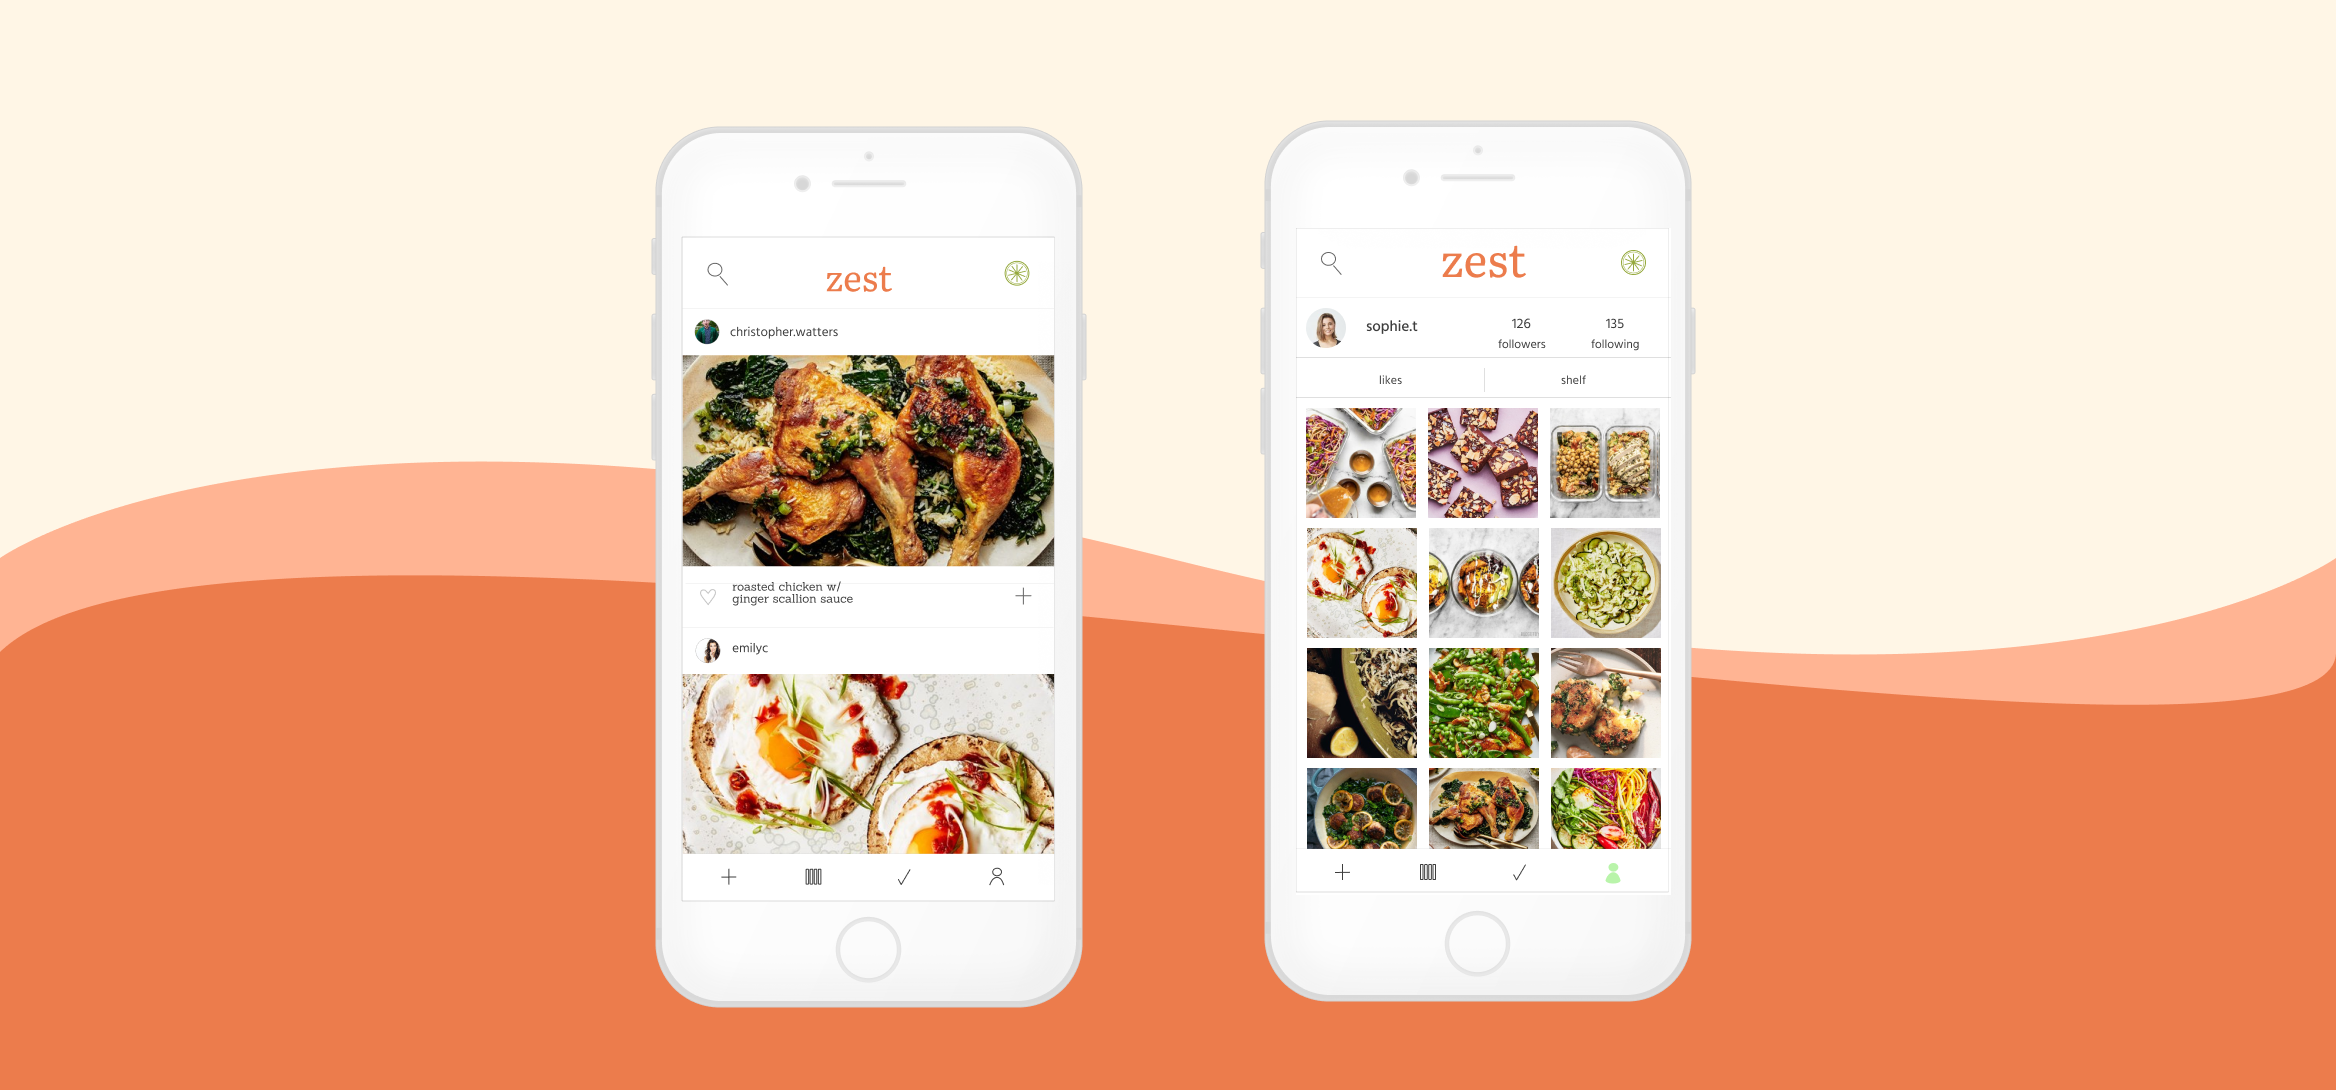 zest
christopher.watters
roasted chicken w/
ginger scallion sauce
emilyc
zest
sophie.t
126
followers
135
following
likes
shelf